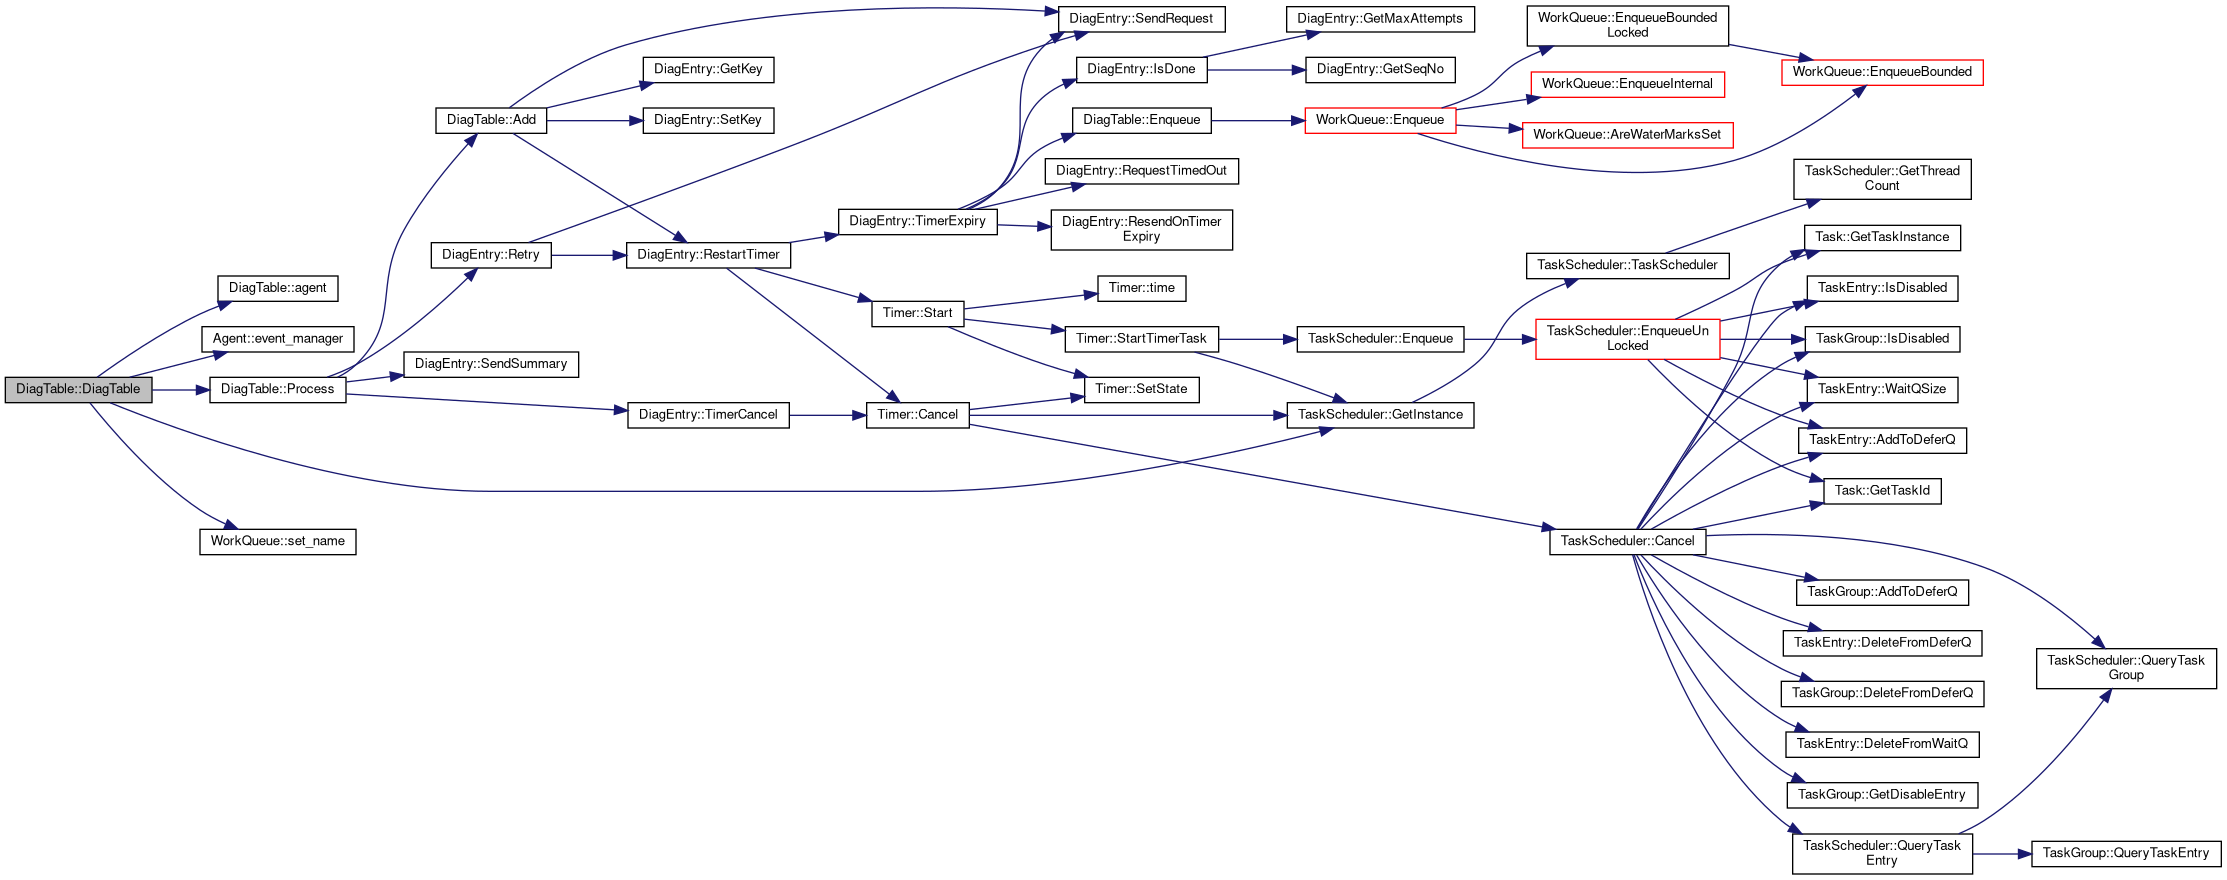 DiagTable::DiagTable
DiagTable::agent
Agent::event_manager
DiagTable::Process
WorkQueue::set_name
DiagTable::Add
DiagEntry::Retry
DiagEntry::SendSummary
DiagEntry::GetKey
DiagEntry::SetKey
DiagEntry::RestartTimer
DiagEntry::TimerCancel
DiagEntry::TimerExpiry
Timer::Start
Timer::Cancel
DiagEntry::SendRequest
DiagEntry::IsDone
DiagTable::Enqueue
DiagEntry::RequestTimedOut
DiagEntry::ResendOnTimer
Expiry
Timer::time
Timer::StartTimerTask
Timer::SetState
DiagEntry::GetMaxAttempts
DiagEntry::GetSeqNo
WorkQueue::Enqueue
TaskScheduler::Enqueue
TaskScheduler::GetInstance
WorkQueue::EnqueueBounded
Locked
WorkQueue::EnqueueInternal
WorkQueue::AreWaterMarksSet
TaskScheduler::TaskScheduler
TaskScheduler::EnqueueUn
Locked
TaskScheduler::Cancel
WorkQueue::EnqueueBounded
TaskScheduler::GetThread
Count
Task::GetTaskInstance
TaskEntry::IsDisabled
TaskGroup::IsDisabled
TaskEntry::WaitQSize
TaskEntry::AddToDeferQ
Task::GetTaskId
TaskGroup::AddToDeferQ
TaskEntry::DeleteFromDeferQ
TaskGroup::DeleteFromDeferQ
TaskEntry::DeleteFromWaitQ
TaskGroup::GetDisableEntry
TaskScheduler::QueryTask
Entry
TaskScheduler::QueryTask
Group
TaskGroup::QueryTaskEntry